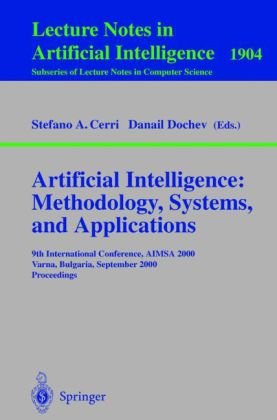 Lecture Notes in
Artificial Intelligence 1904
Subseries of Lecture Notes in Computer Science
Stefano A. Cerri Danail Dochev (Eds.)
Artificial Intelligence:
Methodology, Systems,
and Applications
9th International Conference, AIMSA 2000
Varna, Bulgaria, September 2000
Proceedings
Springer